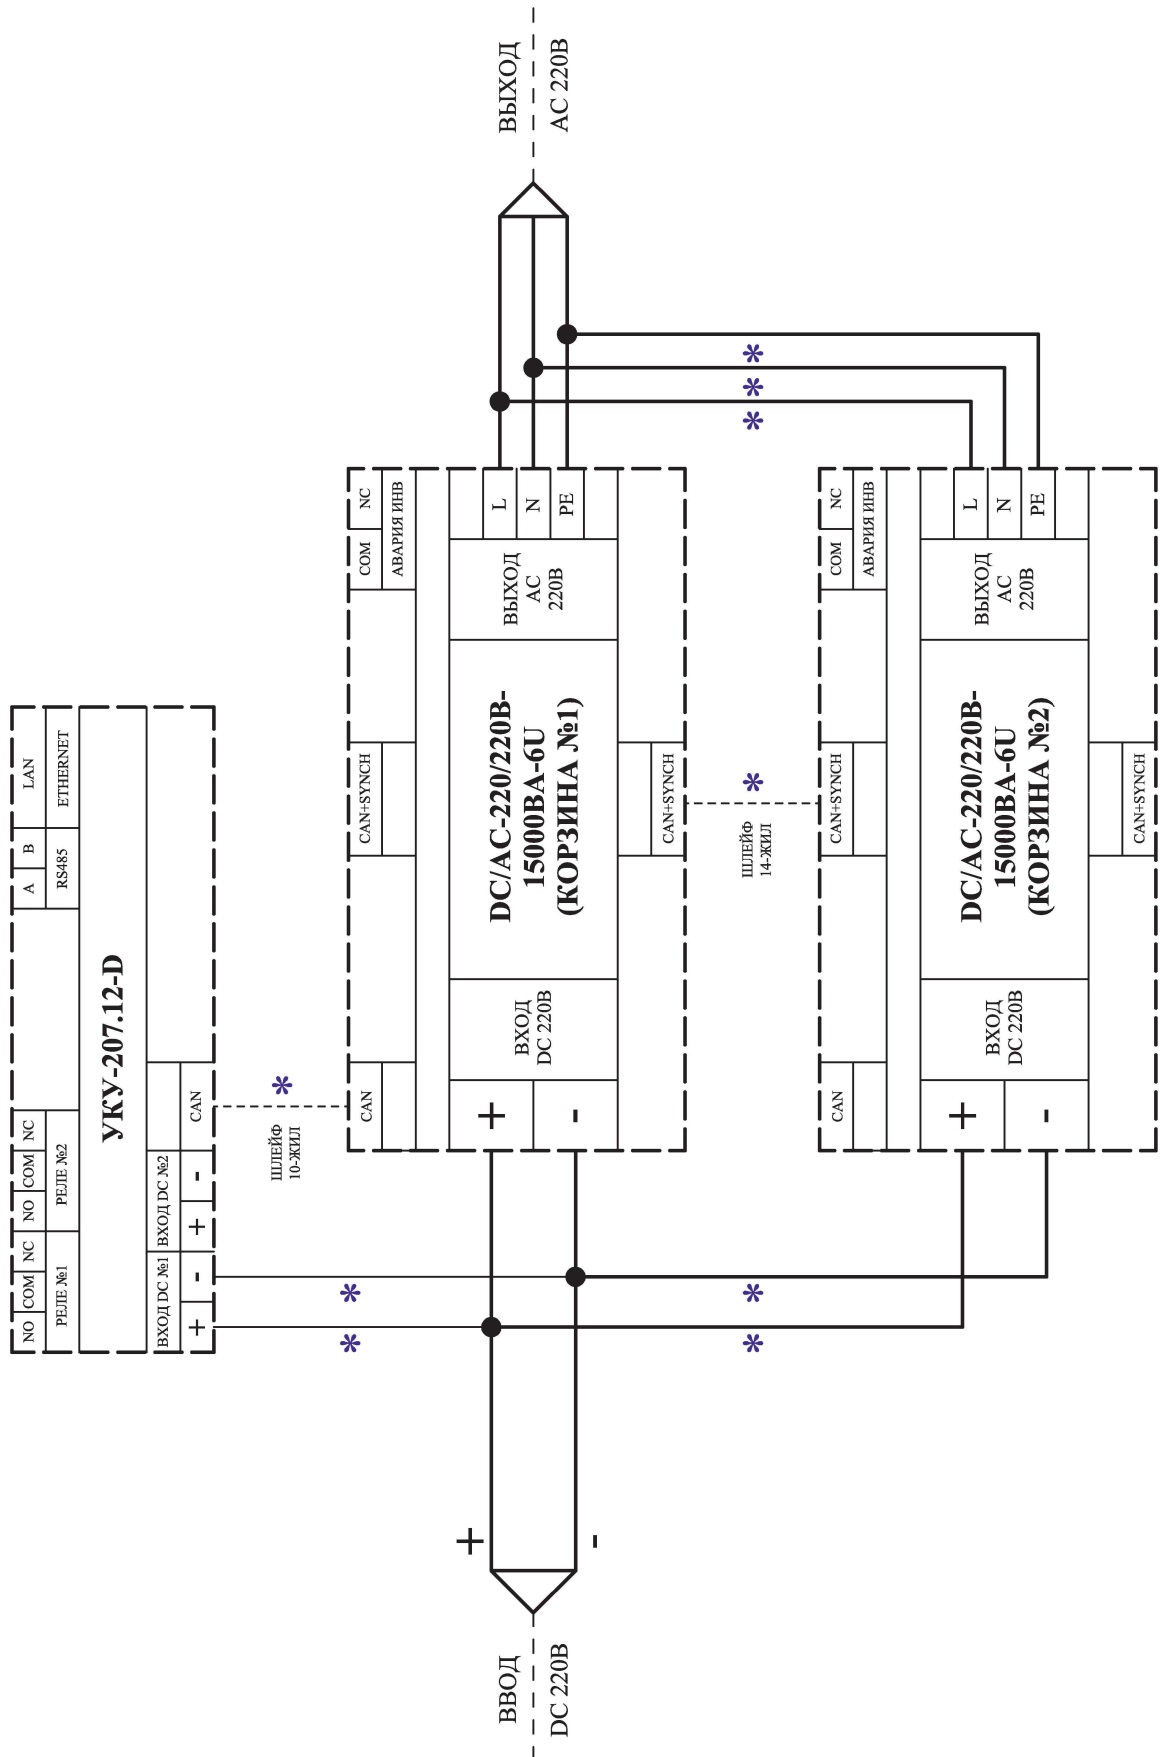 NO COM NC NO COM NC A B LAN
РЕЛЕ №1 РЕЛЕ №2 RS485 ETHERNET
УКУ-207.12-D
ВХОД DC №1 ВХОД DC №2
+ - + - CAN
*
ШЛЕЙФ
10-ЖИЛ
*
*
COM NC
CAN CAN+SYNCH АВАРИЯ ИНВ
+
-
ВХОД
DC 220В
DC/AC-220/220В-
15000ВА-6U
(КОРЗИНА №1)
ВЫХОД
АС
220В
L
N
PE
CAN+SYNCH
ВВОД
DC 220В
+
-
ВЫХОД
АС 220В
*
*
*
ШЛЕЙФ
14-ЖИЛ
*
*
*
COM NC
CAN CAN+SYNCH АВАРИЯ ИНВ
+
-
ВХОД
DC 220В
DC/AC-220/220В-
15000ВА-6U
(КОРЗИНА №2)
ВЫХОД
АС
220В
L
N
PE
CAN+SYNCH